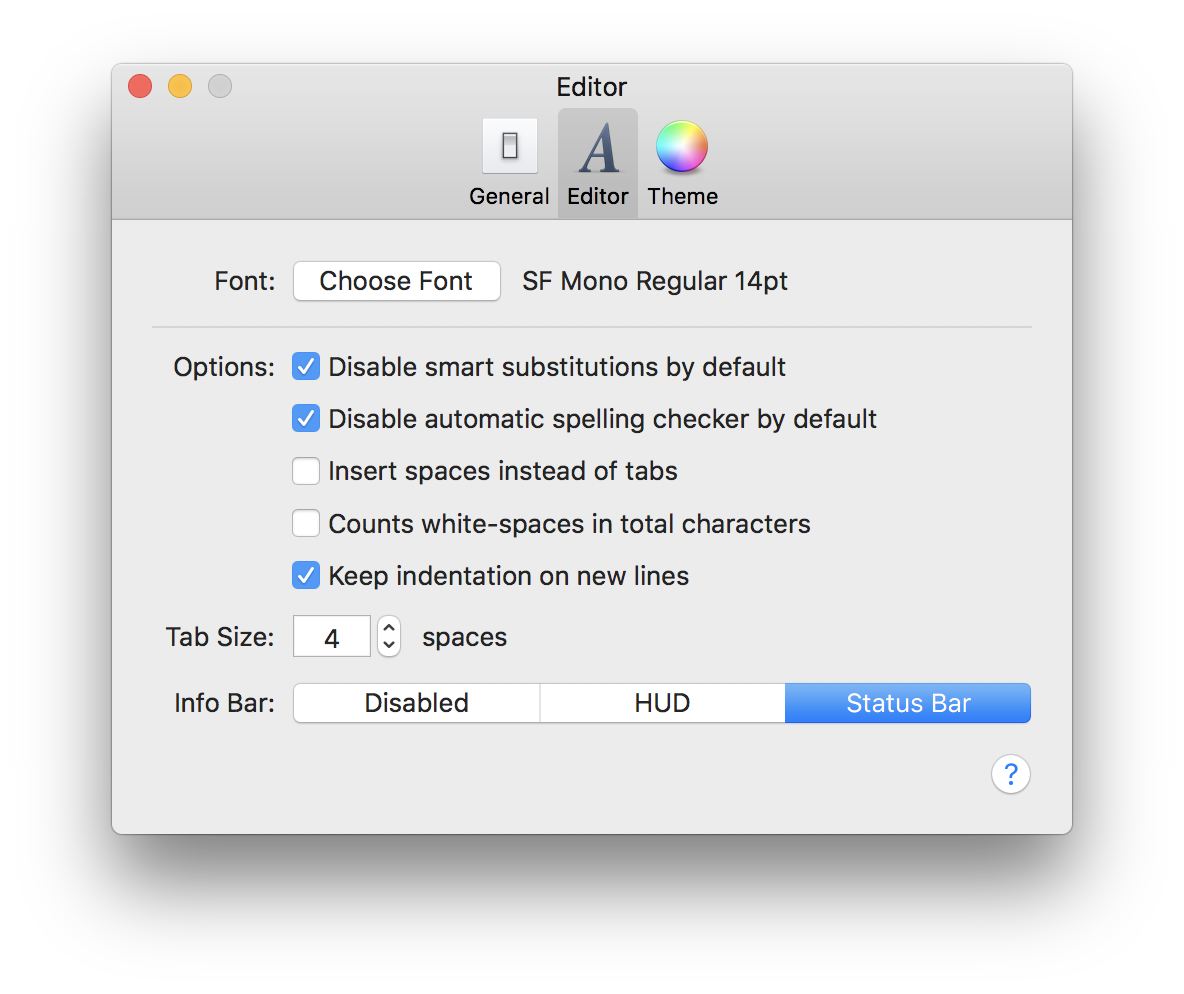 Editor
General Editor Theme
Font: Choose Font SF Mono Regular 14pt
Options: Disable smart substitutions by default
Disable automatic spelling checker by default
Insert spaces instead of tabs
Counts white-spaces in total characters
Keep indentation on new lines
Tab Size: 4 spaces
Info Bar: Disabled HUD Status Bar
?